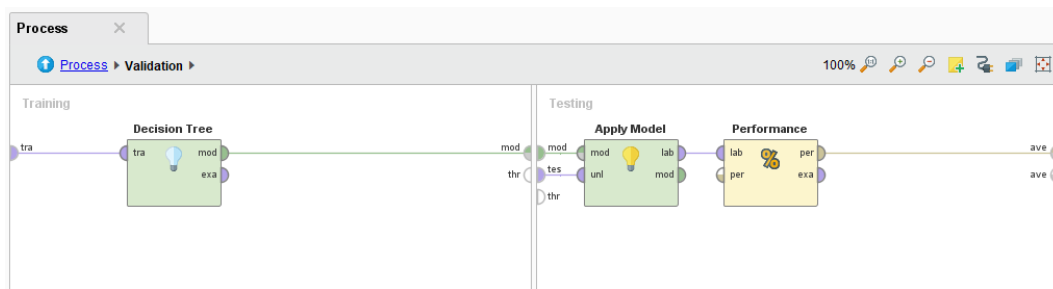 Process
Process Validation
100%
Training
Testing
Decision Tree
Apply Model
Performance
tra
tra
mod
exa
mod
thr
mod
tes
thr
mod
unl
lab
mod
lab
per
per
exa
ave
ave